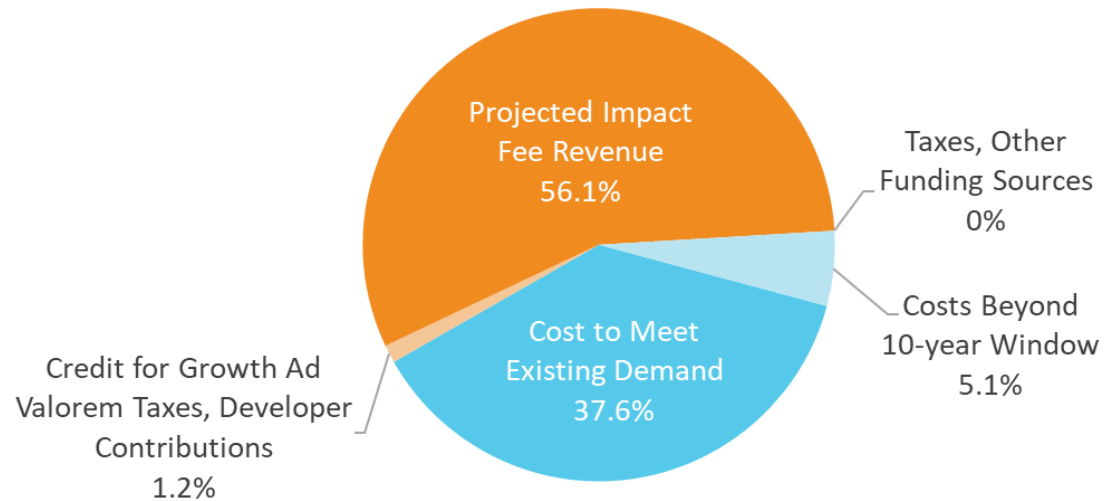 Projected Impact
Fee Revenue
56.1%
Taxes, Other
Funding Sources
0%
Costs Beyond
10-year Window
5.1%
Cost to Meet
Existing Demand
37.6%
Credit for Growth Ad
Valorem Taxes, Developer
Contributions
1.2%